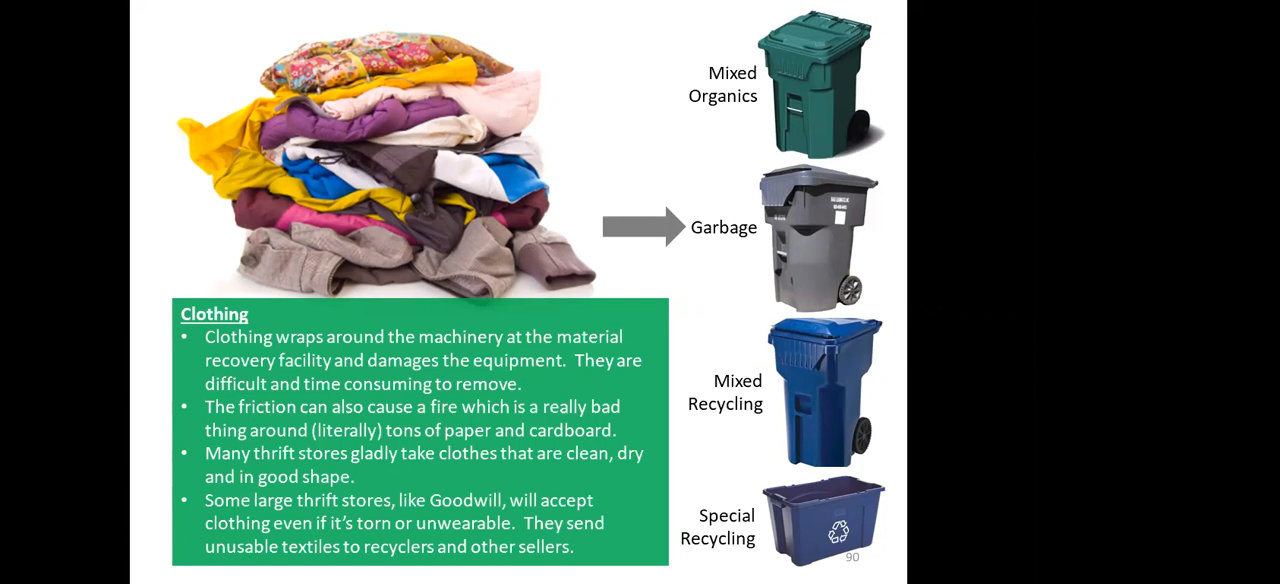 Mixed
Organics
Garbage
Clothing
• Clothing wraps around the machinery at the material
recovery facility and damages the equipment.  They are
difficult and time consuming to remove.
• The friction can also cause a fire which is a really bad
thing around (literally) tons of paper and cardboard.
• Many thrift stores gladly take clothes that are clean, dry
and in good shape.
• Some large thrift stores, like Goodwill, will accept
clothing even if it's torn or unwearable.  They send
unusable textiles to recyclers and other sellers.
Mixed
Recycling
Special
Recycling
90